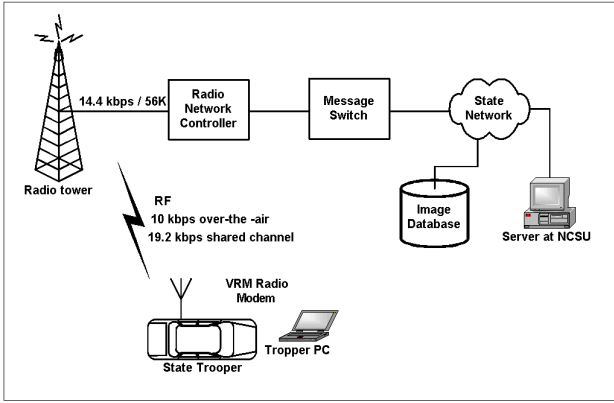 14.4 kbps / 56K
Radio
Network
Controller
Message
Switch
State
Network
Radio tower
RF
10 kbps over-the -air
19.2 kbps shared channel
Image
Database
Server at NCSU
VRM Radio
Modem
Tropper PC
State Trooper